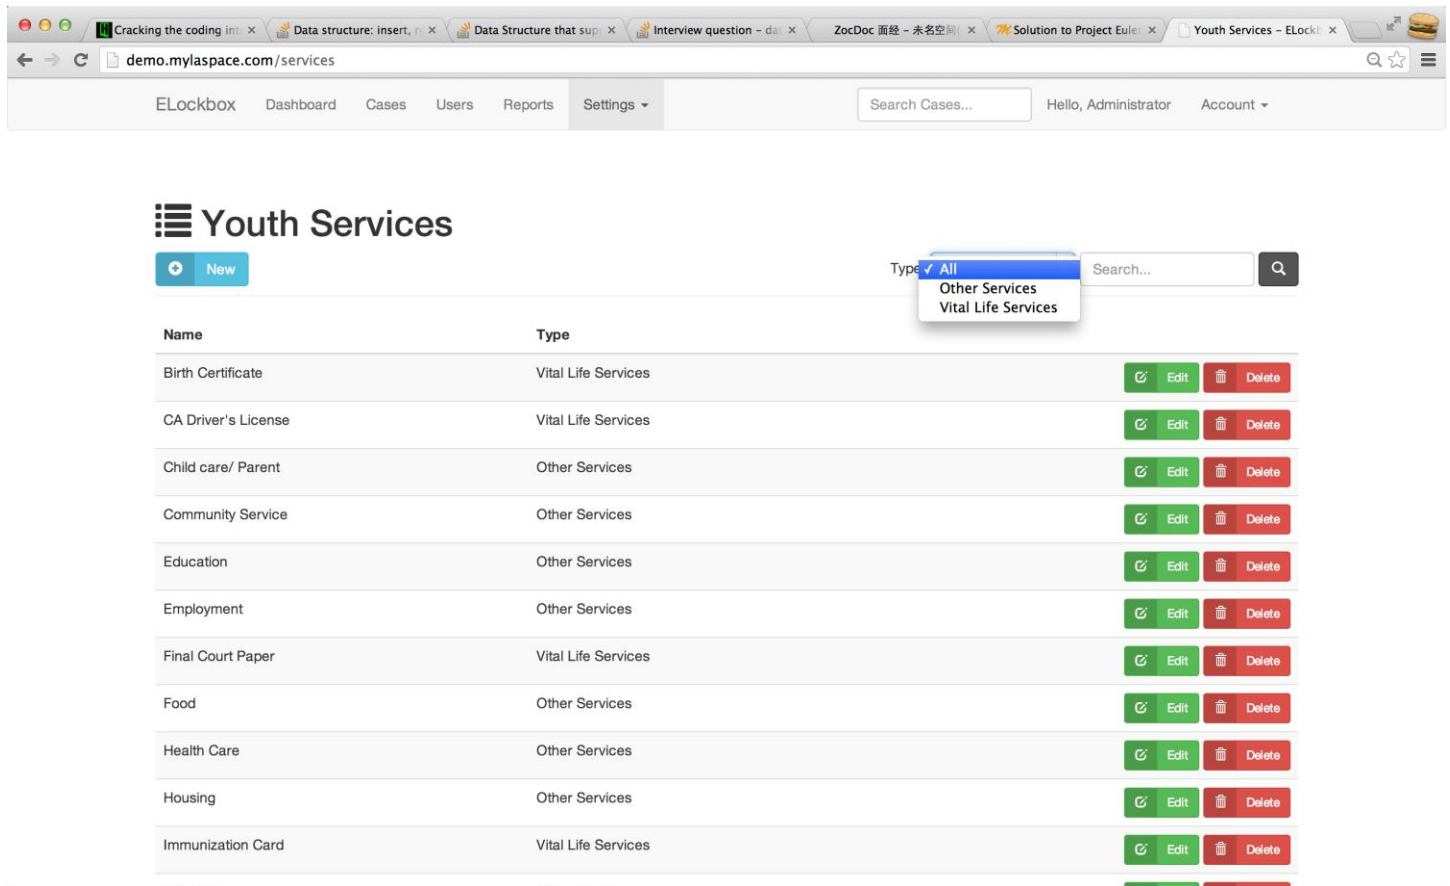 Cracking the coding int
Data structure: insert, r
Data Structure that sup
Interview question - dat
ZocDoc 面经 - 未名空间(
Solution to Project Euler
Youth Services - ELockb
demo.mylaspace.com/services
ELockbox Dashboard Cases Users Reports Settings Search Cases... Hello, Administrator Account
Youth Services
New Type All Search...
Other Services
Vital Life Services
Name Type
Birth Certificate Vital Life Services Edit Delete
CA Driver's License Vital Life Services Edit Delete
Child care/ Parent Other Services Edit Delete
Community Service Other Services Edit Delete
Education Other Services Edit Delete
Employment Other Services Edit Delete
Final Court Paper Vital Life Services Edit Delete
Food Other Services Edit Delete
Health Care Other Services Edit Delete
Housing Other Services Edit Delete
Immunization Card Vital Life Services Edit Delete